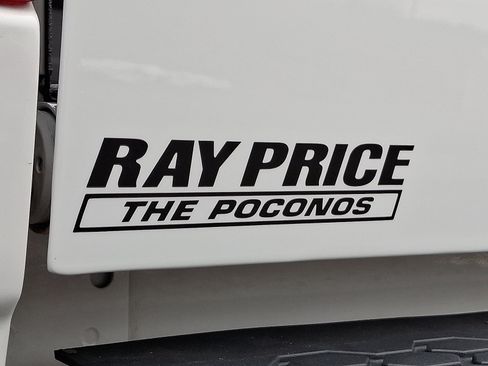 RAY PRICE
THE POCONOS